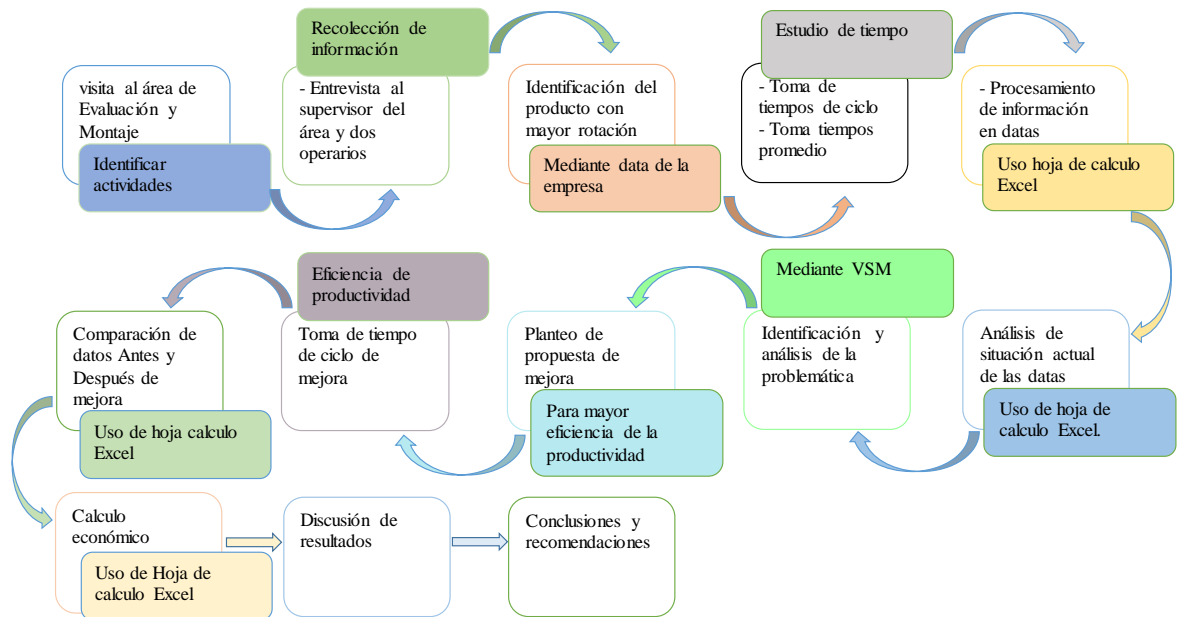 visita al área de
Evaluación y
Montaje
Identificar
actividades
Recolección de
información
- Entrevista al
supervisor del
área y dos
operarios
Identificación del
producto con
mayor rotación
Mediante data de la
empresa
Estudio de tiempo
- Toma de
tiempos de ciclo
- Toma tiempos
promedio
- Procesamiento
de información
en datas
Uso hoja de calculo
Excel
Análisis de
situación actual
de las datas
Uso de hoja de
calculo Excel.
Mediante VSM
Identificación y
análisis de la
problemática
Planteo de
propuesta de
mejora
Para mayor
eficiencia de la
productividad
Eficiencia de
productividad
Toma de tiempo
de ciclo de
mejora
Comparación de
datos Antes y
Después de
mejora
Uso de hoja calculo
Excel
Calculo
económico
Uso de Hoja de
calculo Excel
Discusión de
resultados
Conclusiones y
recomendaciones